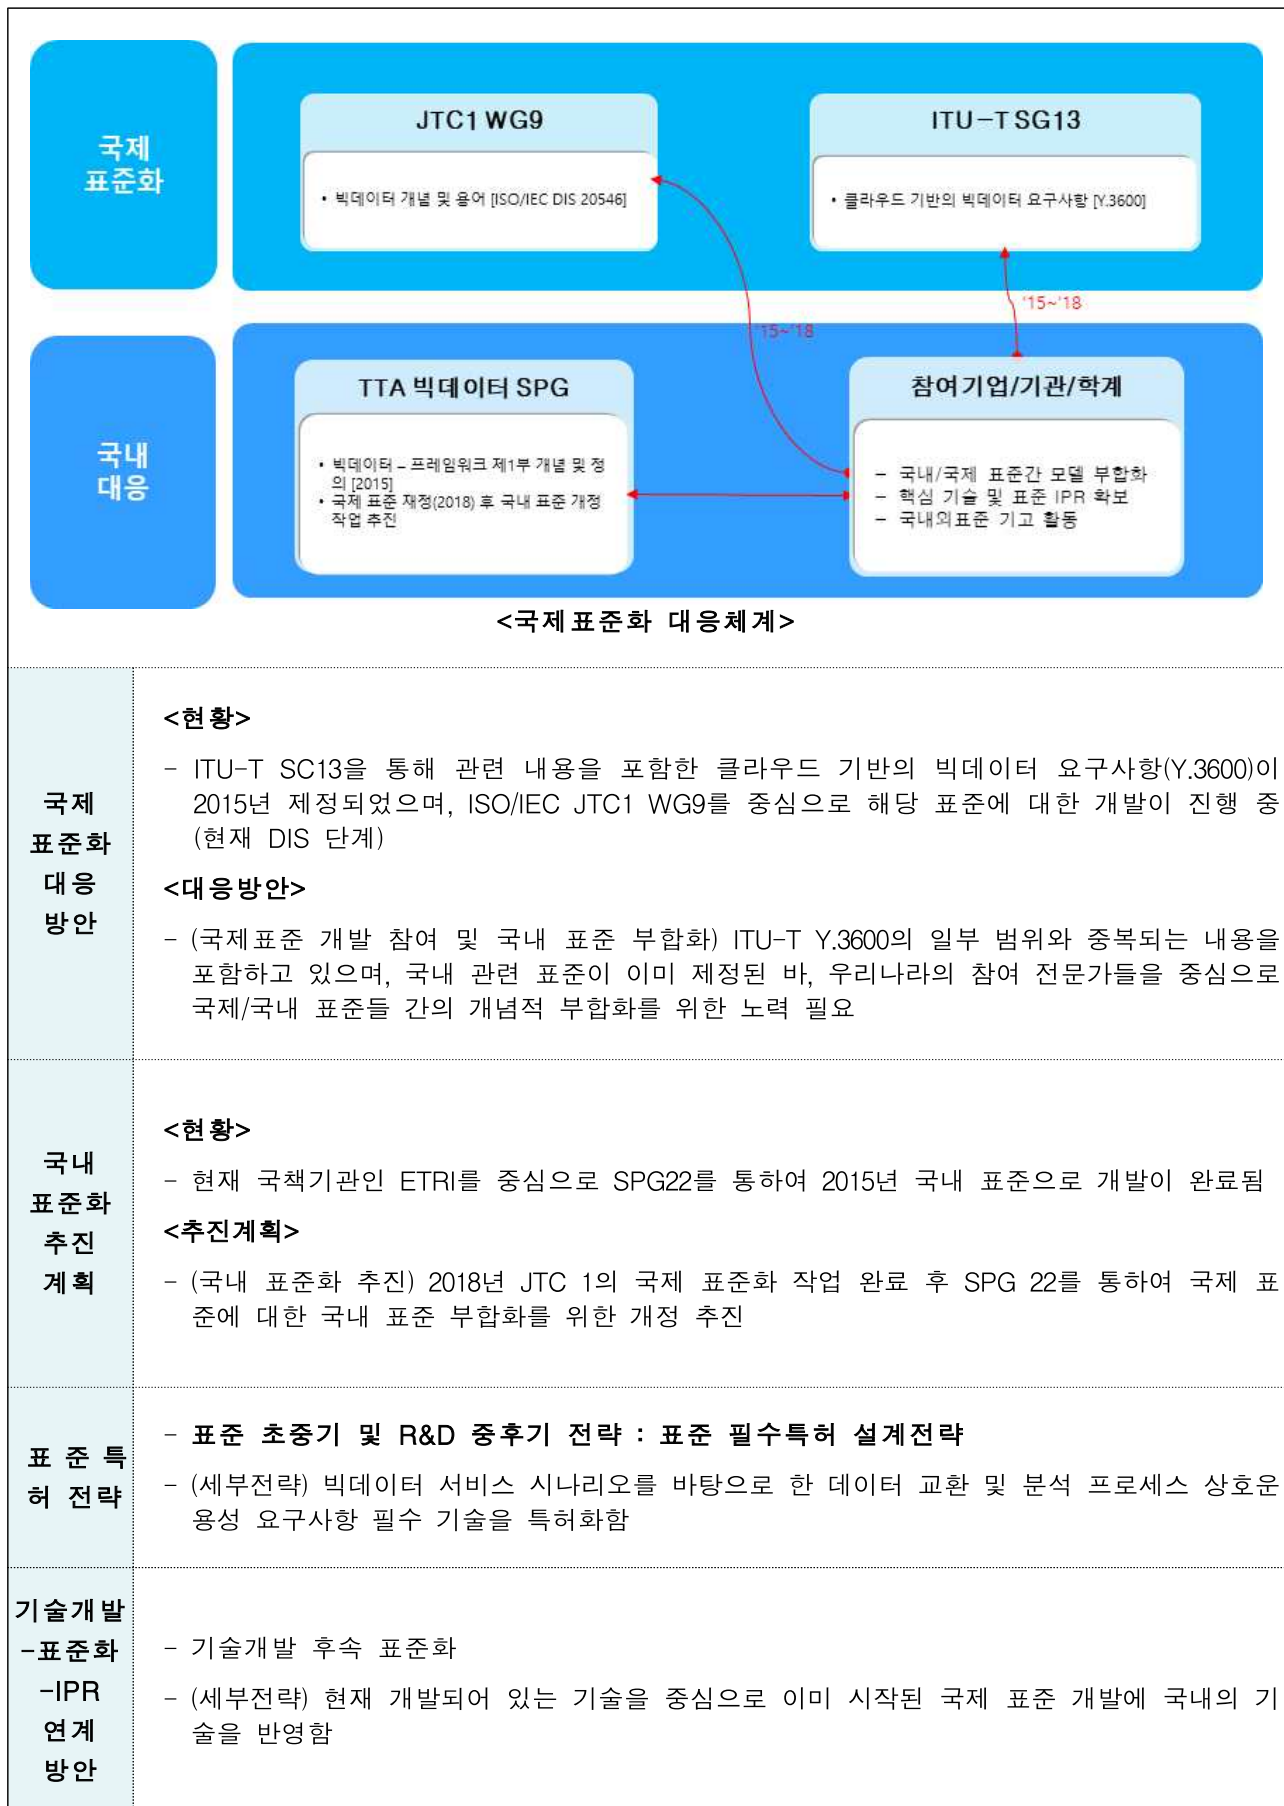 국제
표준화
JTC1 WG9
• 빅데이터 개념 및 용어 [ISO/IEC DIS 20546]
ITU-T SG13
• 클라우드 기반의 빅데이터 요구사항 [Y.3600]
'15~'18
'15~'18
국내
대응
TTA 빅데이터 SPG
• 빅데이터 – 프레임워크 제1부 개념 및 정
의 [2015]
• 국제 표준 재정(2018) 후 국내 표준 개정
작업 추진
참여기업/기관/학계
– 국내/국제 표준간 모델 부합화
– 핵심 기술 및 표준 IPR 확보
– 국내외표준 기고 활동
<국제표준화 대응체계>
국제
표준화
대응
방안
<현황>
- ITU-T SC13을 통해 관련 내용을 포함한 클라우드 기반의 빅데이터 요구사항(Y.3600)이
2015년 제정되었으며, ISO/IEC JTC1 WG9를 중심으로 해당 표준에 대한 개발이 진행 중
(현재 DIS 단계)
<대응방안>
- (국제표준 개발 참여 및 국내 표준 부합화) ITU-T Y.3600의 일부 범위와 중복되는 내용을
포함하고 있으며, 국내 관련 표준이 이미 제정된 바, 우리나라의 참여 전문가들을 중심으로
국제/국내 표준들 간의 개념적 부합화를 위한 노력 필요
국내
표준화
추진
계획
<현황>
- 현재 국책기관인 ETRI를 중심으로 SPG22를 통하여 2015년 국내 표준으로 개발이 완료됨
<추진계획>
- (국내 표준화 추진) 2018년 JTC 1의 국제 표준화 작업 완료 후 SPG 22를 통하여 국제 표
준에 대한 국내 표준 부합화를 위한 개정 추진
표 준 특
허 전략
- 표준 초중기 및 R&D 중후기 전략 : 표준 필수특허 설계전략
- (세부전략) 빅데이터 서비스 시나리오를 바탕으로 한 데이터 교환 및 분석 프로세스 상호운
용성 요구사항 필수 기술을 특허화함
기술개발
-표준화
-IPR
연계
방안
- 기술개발 후속 표준화
- (세부전략) 현재 개발되어 있는 기술을 중심으로 이미 시작된 국제 표준 개발에 국내의 기
술을 반영함